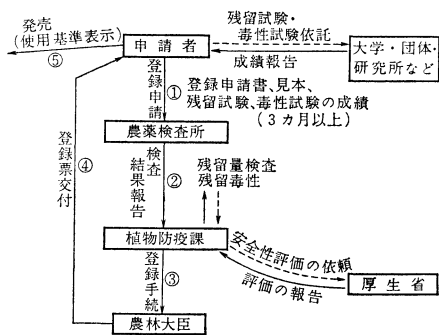 発売
(使用基準表示)
⑤
申請者
残留試験・
毒性試験依託
成績報告
大学・団体・
研究所など
登録申請
①
登録申請書、見本、
残留試験、毒性試験の成績
(3カ月以上)
農薬検査所
検査
結果報告
②
残留量検査
残留毒性
④
登録票交付
植物防疫課
安全性評価の依頼
評価の報告
厚生省
登録手続
③
農林大臣